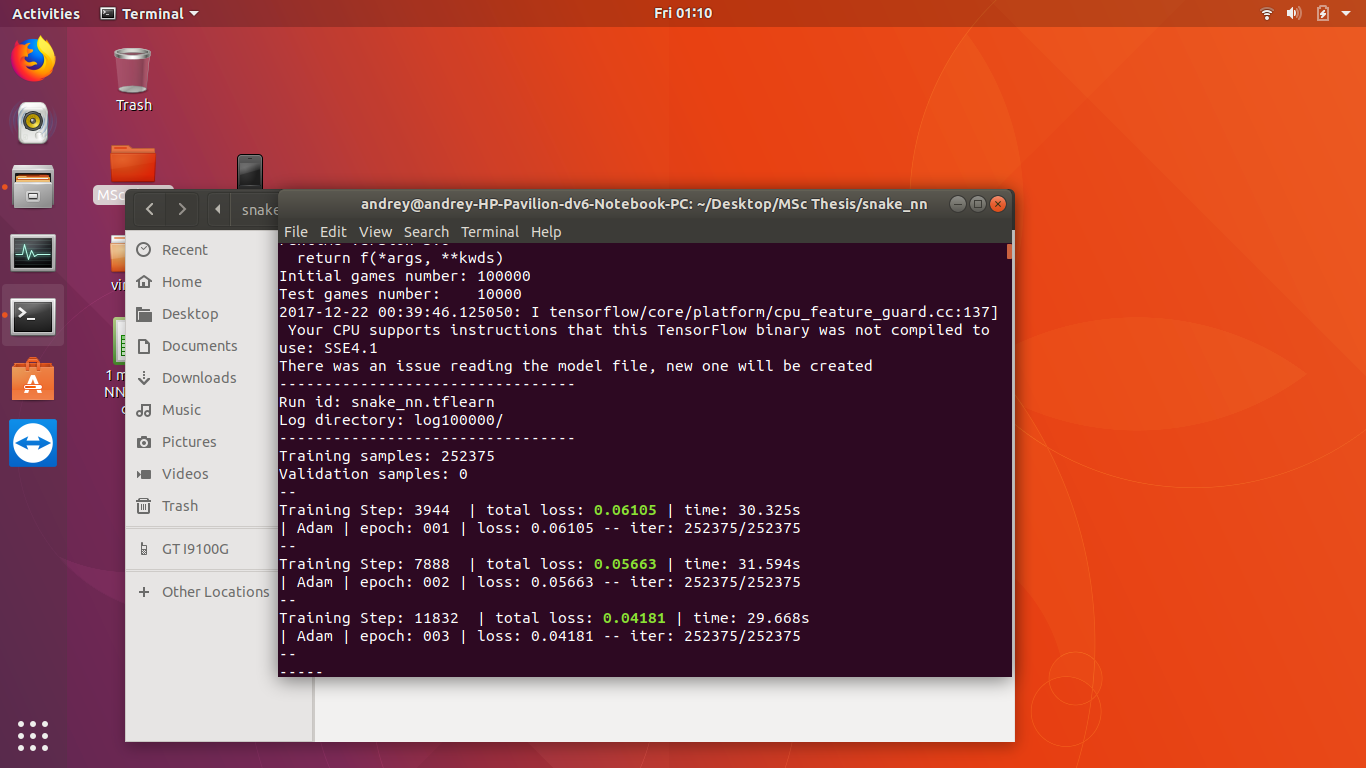 Activities
Terminal
Fri 01:10
Trash
MSc
snake
Recent
Home
Desktop
Documents
Downloads
Music
Pictures
Videos
Trash
GT I9100G
Other Locations
1 m
NN
andrey@andrey-HP-Pavilion-dv6-Notebook-PC: ~/Desktop/MSc Thesis/snake_nn
File Edit View Search Terminal Help
return f(*args, **kwds)
Initial games number: 100000
Test games number:    10000
2017-12-22 00:39:46.125050: I tensorflow/core/platform/cpu_feature_guard.cc:137]
Your CPU supports instructions that this TensorFlow binary was not compiled to
use: SSE4.1
There was an issue reading the model file, new one will be created
---------------------------------
Run id: snake_nn.tflearn
Log directory: log100000/
---------------------------------
Training samples: 252375
Validation samples: 0
--
Training Step: 3944  | total loss: 0.06105 | time: 30.325s
| Adam | epoch: 001 | loss: 0.06105 -- iter: 252375/252375
--
Training Step: 7888  | total loss: 0.05663 | time: 31.594s
| Adam | epoch: 002 | loss: 0.05663 -- iter: 252375/252375
--
Training Step: 11832  | total loss: 0.04181 | time: 29.668s
| Adam | epoch: 003 | loss: 0.04181 -- iter: 252375/252375
--
-----